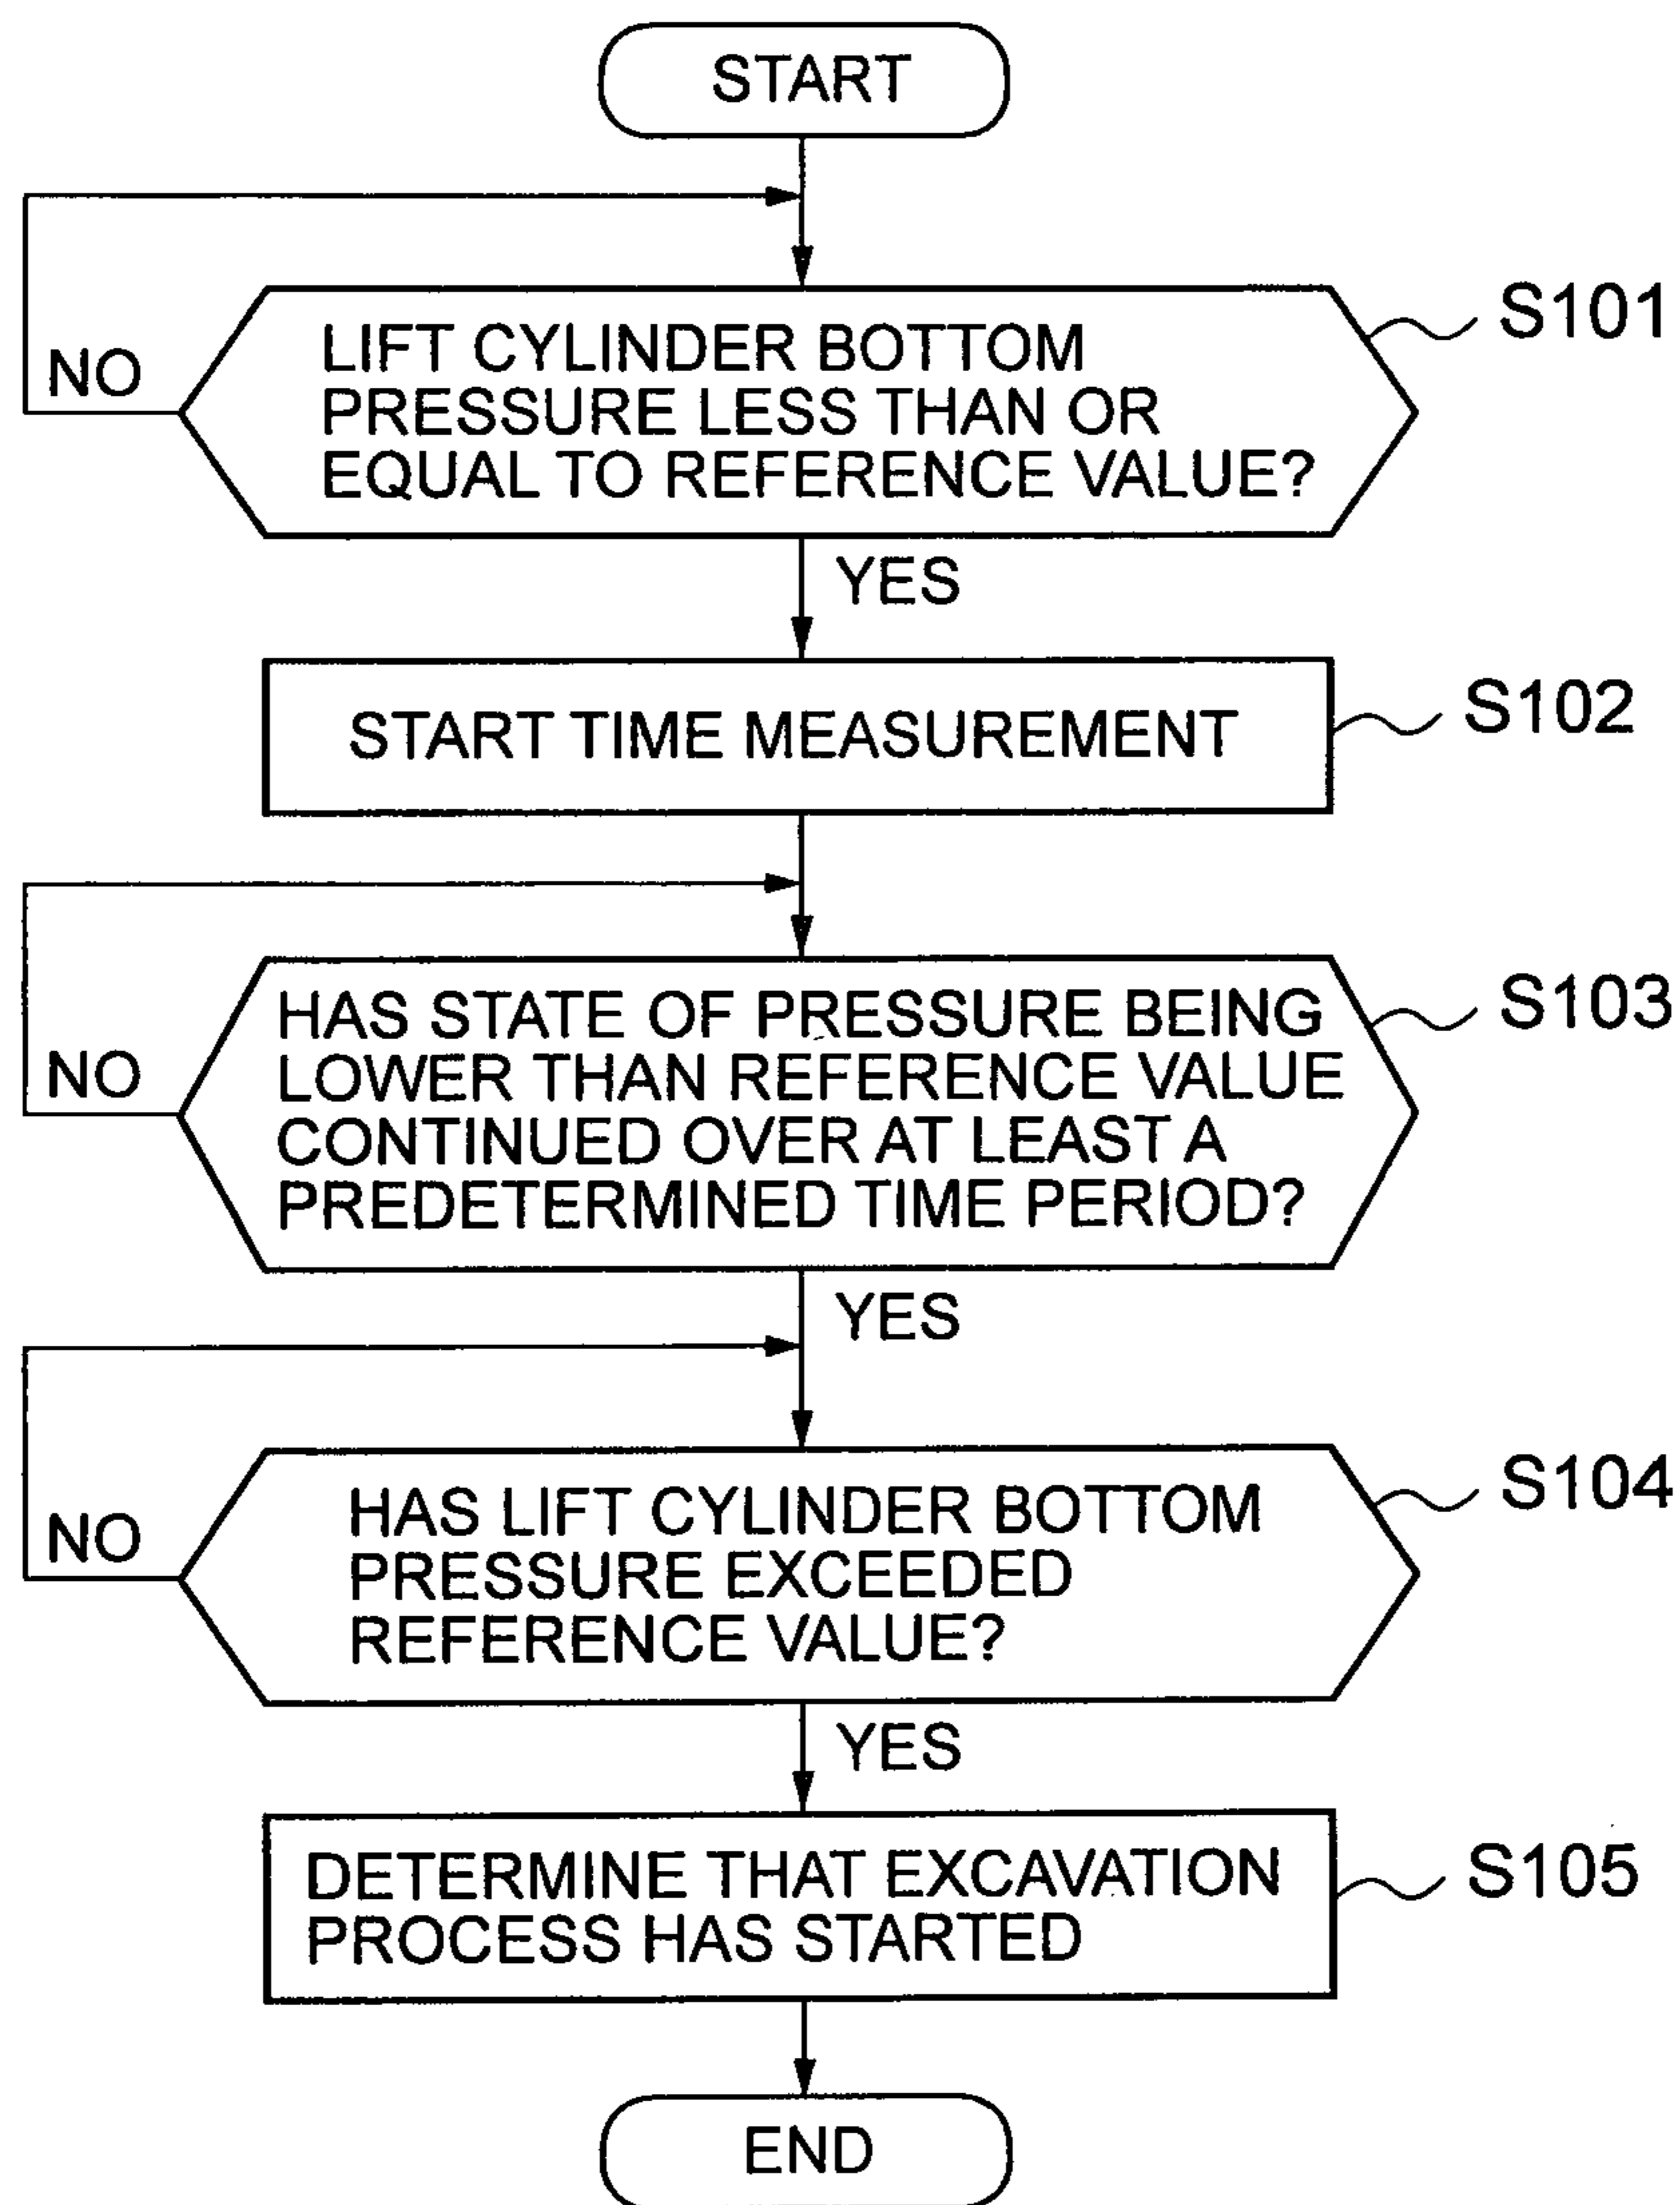 START
S101
LIFT CYLINDER BOTTOM
PRESSURE LESS THAN OR
EQUAL TO REFERENCE VALUE?
NO
YES
START TIME MEASUREMENT
S102
HAS STATE OF PRESSURE BEING
LOWER THAN REFERENCE VALUE
CONTINUED OVER AT LEAST A
PREDETERMINED TIME PERIOD?
S103
NO
YES
HAS LIFT CYLINDER BOTTOM
PRESSURE EXCEEDED
REFERENCE VALUE?
S104
NO
YES
DETERMINE THAT EXCAVATION
PROCESS HAS STARTED
S105
END